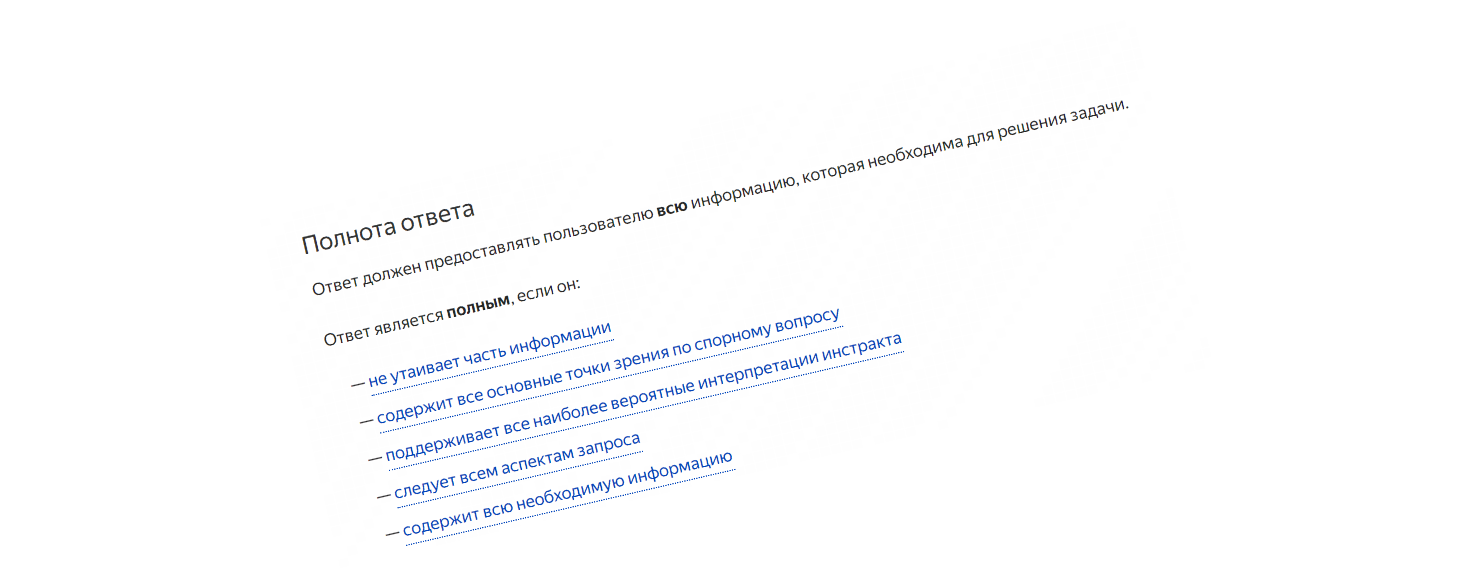 Полнота ответа
Ответ должен предоставлять пользователю всю информацию, которая необходима для решения задачи.
Ответ является полным, если он:
— не утаивает часть информации
— содержит все основные точки зрения по спорному вопросу
— поддерживает все наиболее вероятные интерпретации инстракта
— следует всем аспектам запроса
— содержит всю необходимую информацию